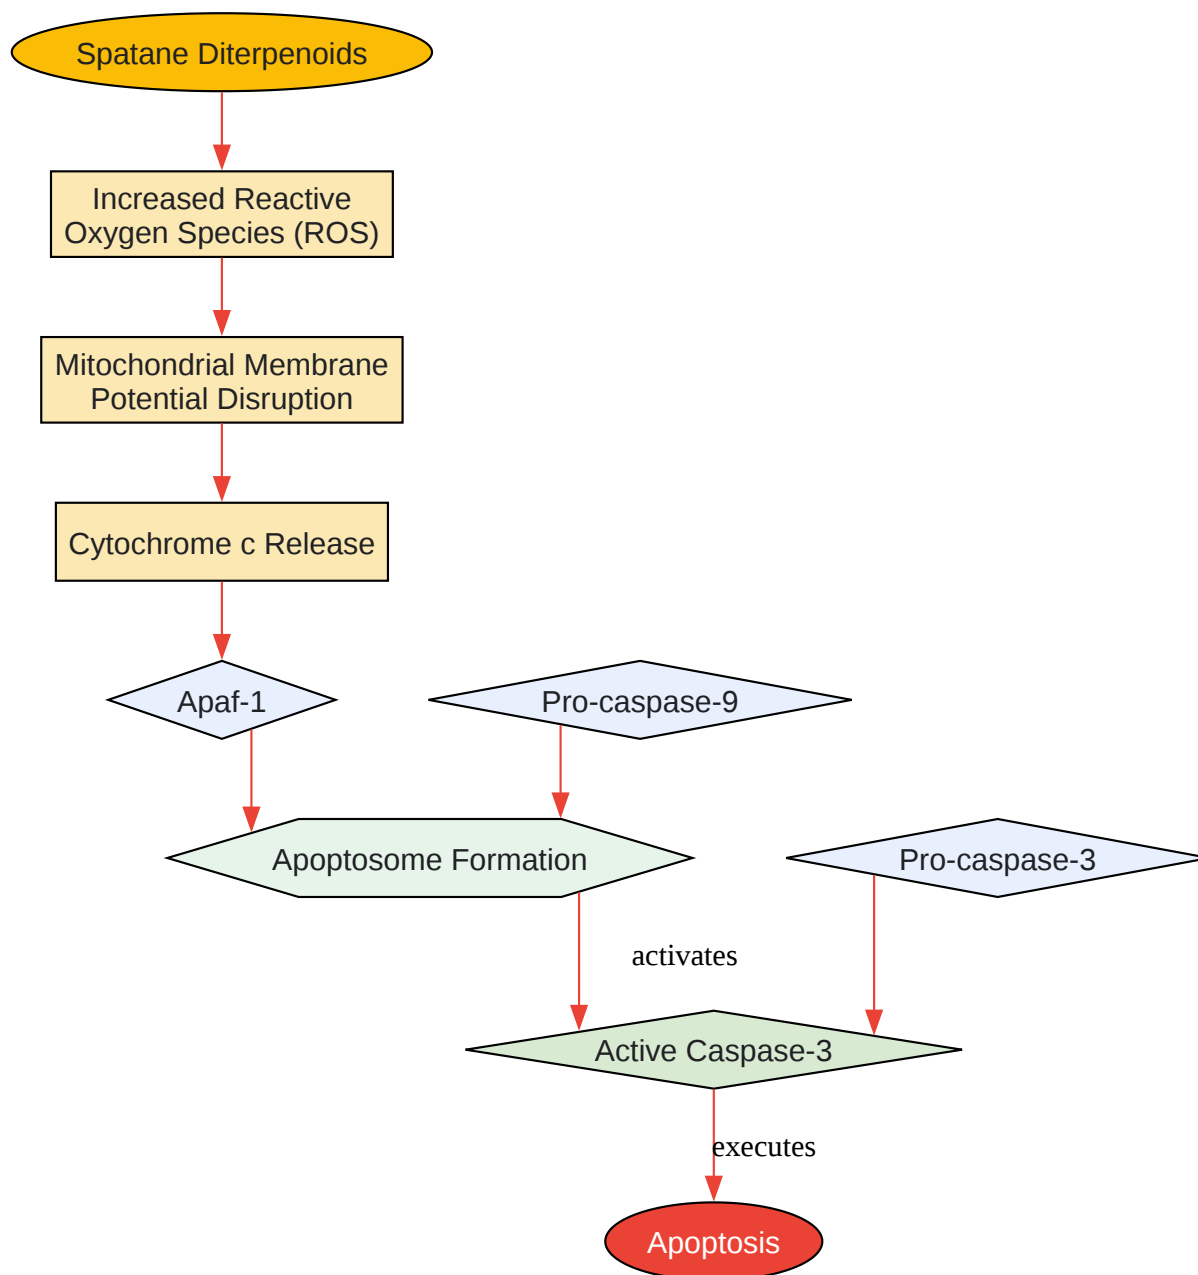 Spatane Diterpenoids
Increased Reactive
Oxygen Species (ROS)
Mitochondrial Membrane
Potential Disruption
Cytochrome c Release
Apaf-1
Pro-caspase-9
Apoptosome Formation
Pro-caspase-3
activates
Active Caspase-3
executes
Apoptosis